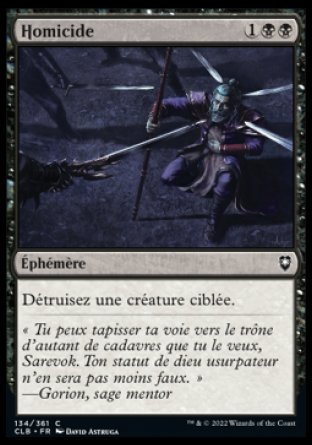 Homicide 1
Éphémère
Détruisez une créature ciblée.
« Tu peux tapisser ta voie vers le trône
d'autant de cadavres que tu le veux,
Sarevok. Ton statut de dieu usurpateur
n'en sera pas moins faux. »
—Gorion, sage mentor
134/361 C
CLB • FR DAVID ASTRUGA
™ & © 2022 Wizards of the Coast